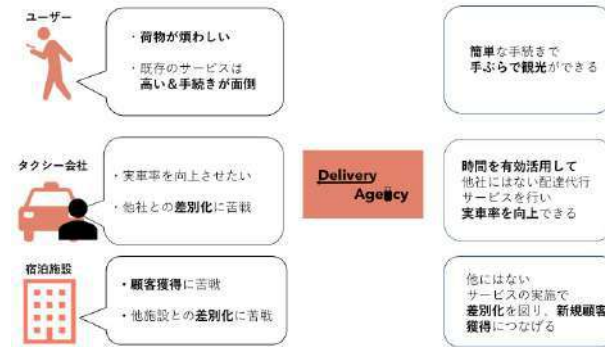 ユーザー
・荷物が煩わしい
・既存のサービスは
高い＆手続きが面倒
簡単な手続きで
手ぶらで観光ができる
タクシー会社
・実車率を向上させたい
・他社との差別化に苦戦
Delivery
Agency
時間を有効活用して
他社にはない配達代行
サービスを行い
実車率を向上できる
宿泊施設
・顧客獲得に苦戦
・他施設との差別化に苦戦
他にはない
サービスの実施で
差別化を図り、新規顧客
獲得につなげる